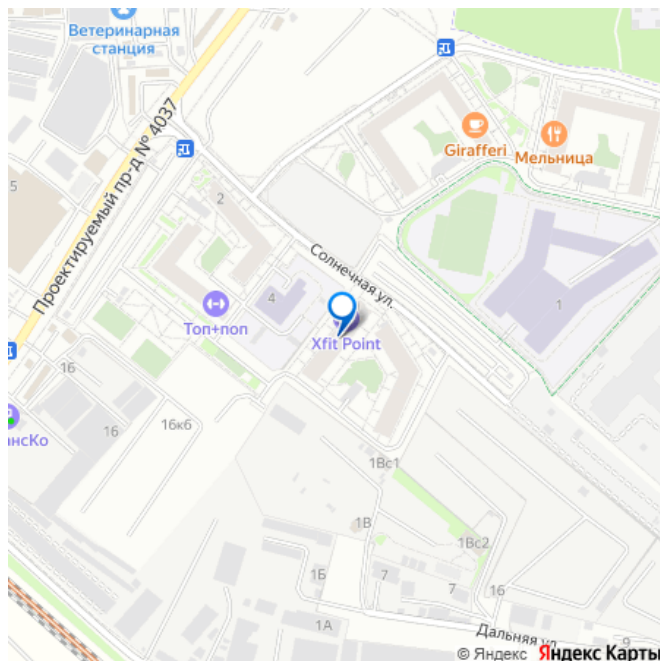 Ветеринарная
станция
Проектируемый пр-д № 4037
5
2
Girafferi
Мельница
Солнечная ул.
4
1
Топ+поп
Xfit Point
16
16
16к6
нсКо
1Вс1
1В
1Вс2
1Б
7
7
16
1А
Дальняя ул.
9
© Яндекс Яндекс Карты